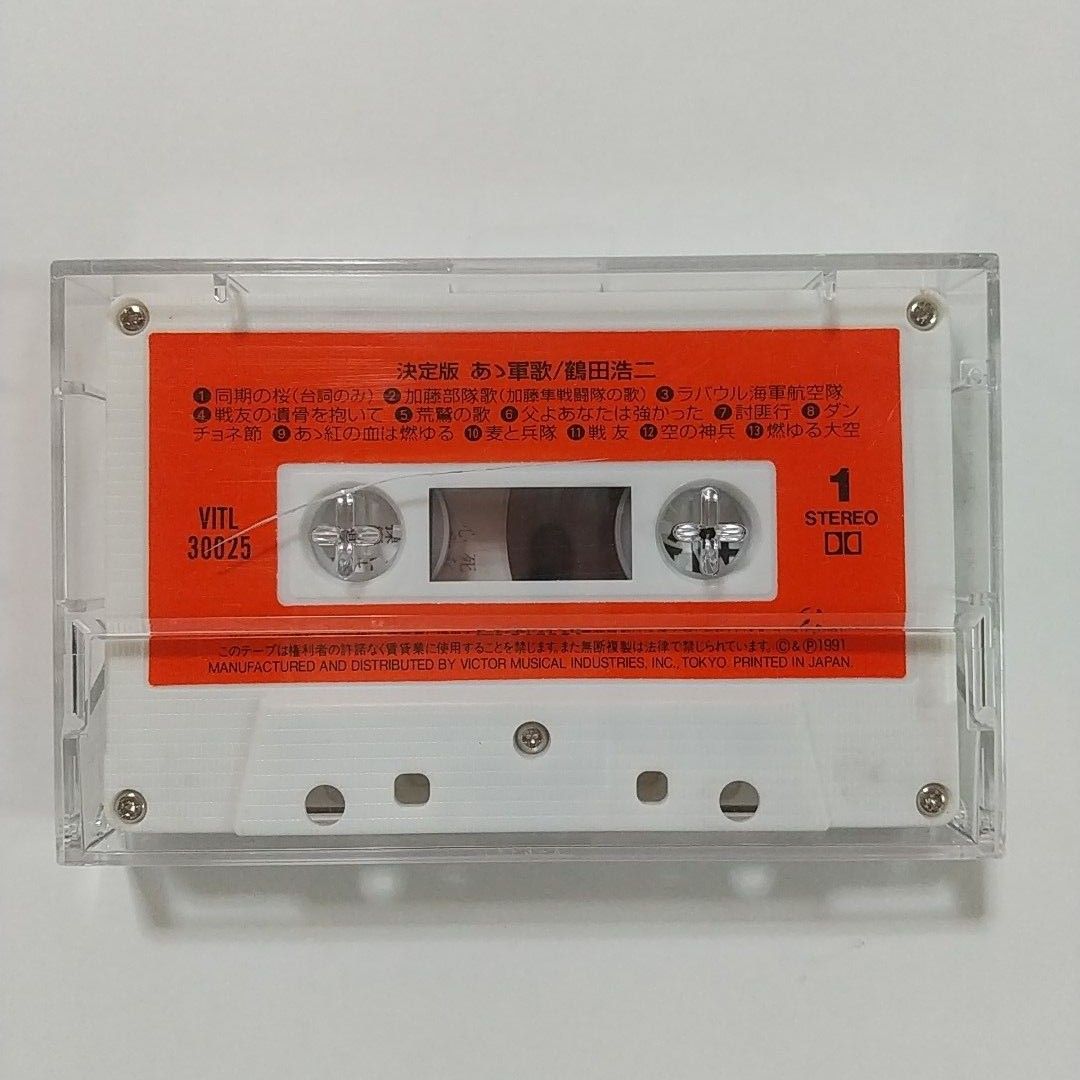 決定版 あゝ軍歌/鶴田浩二
❶同期の桜(台詞のみ) ❷加藤部隊歌(加藤隼戦闘隊の歌) ❸ラバウル海軍航空隊
❹戦友の遺骨を抱いて ❺荒鷲の歌 ❻父よあなたは強かった ❼討匪行 ❽ダン
チョネ節 ❾あゝ紅の血は燃ゆる ❿麦と兵隊 ⓫戦友 ⓬空の神兵 ⓭燃ゆる大空
VITL
30025
1
STEREO
このテープは権利者の許諾なく賃貸業に使用することを禁じます。また無断複製は法律で禁じられています。Ⓒ&Ⓟ1991
MANUFACTURED AND DISTRIBUTED BY VICTOR MUSICAL INDUSTRIES, INC., TOKYO. PRINTED IN JAPAN.